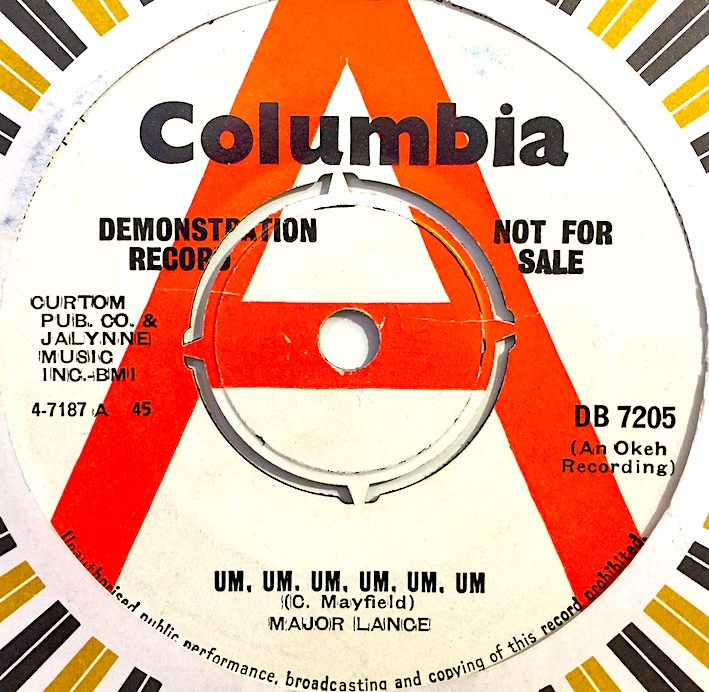 Columbia
DEMONSTRATION
RECORD
NOT FOR
SALE
CURTOM
PUB. CO. &
JALYNNE
MUSIC
INC.-BMI
4-7187 A 45
DB 7205
(An Okeh
Recording)
UM, UM, UM, UM, UM, UM
(C. Mayfield)
MAJOR LANCE
Unauthorised public performance, broadcasting and copying of this record prohibited.